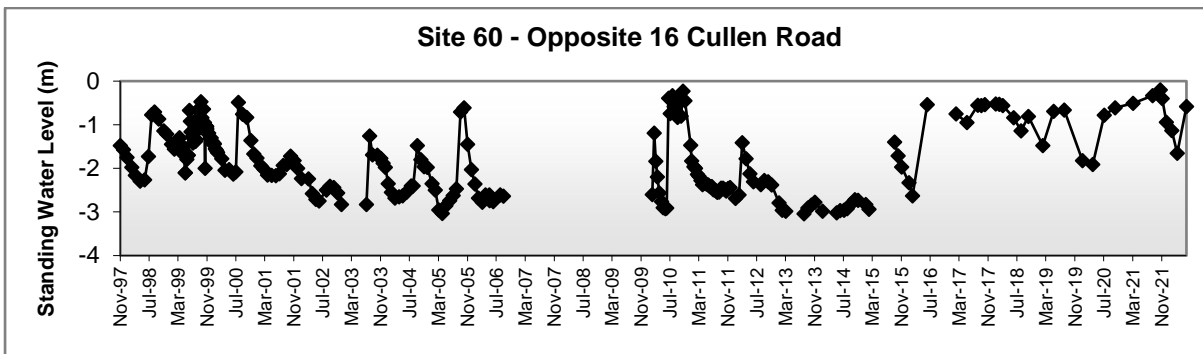 Site 60 - Opposite 16 Cullen Road
Standing Water Level (m)
0
-1
-2
-3
-4
Nov-97
Jul-98
Mar-99
Nov-99
Jul-00
Mar-01
Nov-01
Jul-02
Mar-03
Nov-03
Jul-04
Mar-05
Nov-05
Jul-06
Mar-07
Nov-07
Jul-08
Mar-09
Nov-09
Jul-10
Mar-11
Nov-11
Jul-12
Mar-13
Nov-13
Jul-14
Mar-15
Nov-15
Jul-16
Mar-17
Nov-17
Jul-18
Mar-19
Nov-19
Jul-20
Mar-21
Nov-21